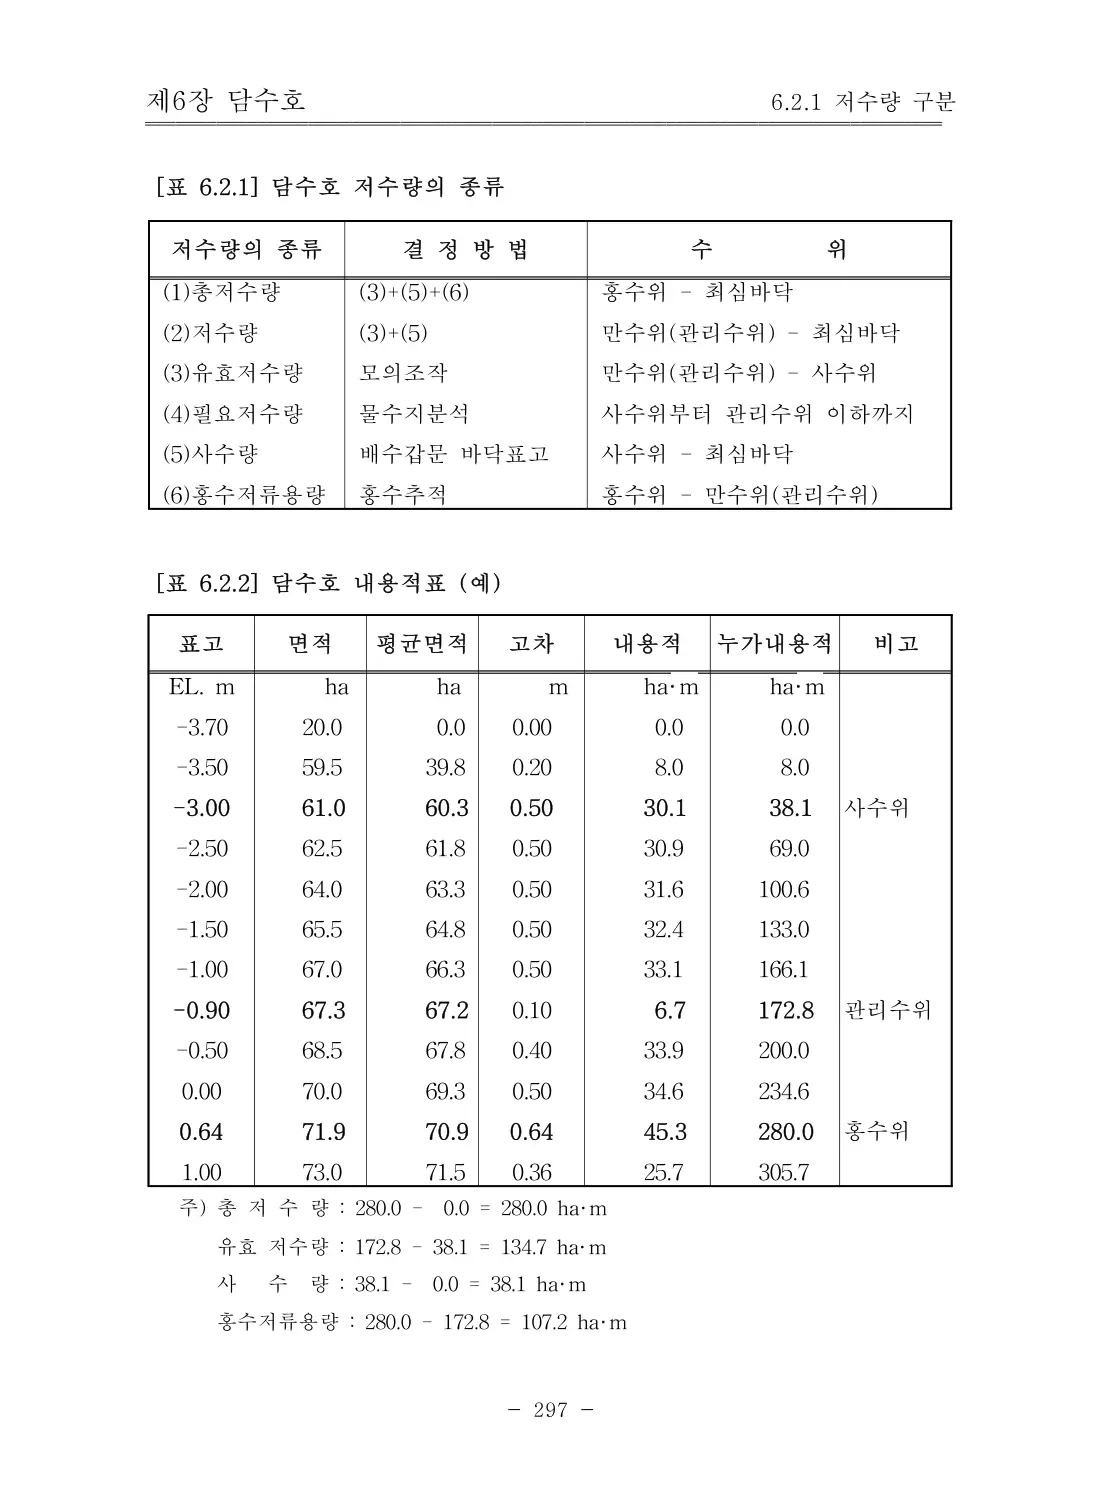 제6장 담수호 6.2.1 저수량 구분
[표 6.2.1] 담수호 저수량의 종류
저수량의 종류 결 정 방 법 수 위
(1)총저수량 (3)+(5)+(6) 홍수위 - 최심바닥
(2)저수량 (3)+(5) 만수위(관리수위) - 최심바닥
(3)유효저수량 모의조작 만수위(관리수위) - 사수위
(4)필요저수량 물수지분석 사수위부터 관리수위 이하까지
(5)사수량 배수갑문 바닥표고 사수위 - 최심바닥
(6)홍수저류용량 홍수추적 홍수위 - 만수위(관리수위)
[표 6.2.2] 담수호 내용적표 (예)
표고 면적 평균면적 고차 내용적 누가내용적 비고
EL. m ha ha m ha·m ha·m
-3.70 20.0 0.0 0.00 0.0 0.0
-3.50 59.5 39.8 0.20 8.0 8.0
-3.00 61.0 60.3 0.50 30.1 38.1 사수위
-2.50 62.5 61.8 0.50 30.9 69.0
-2.00 64.0 63.3 0.50 31.6 100.6
-1.50 65.5 64.8 0.50 32.4 133.0
-1.00 67.0 66.3 0.50 33.1 166.1
-0.90 67.3 67.2 0.10 6.7 172.8 관리수위
-0.50 68.5 67.8 0.40 33.9 200.0
0.00 70.0 69.3 0.50 34.6 234.6
0.64 71.9 70.9 0.64 45.3 280.0 홍수위
1.00 73.0 71.5 0.36 25.7 305.7
주) 총 저 수 량 : 280.0 - 0.0 = 280.0 ha·m
유효 저수량 : 172.8 - 38.1 = 134.7 ha·m
사 수 량 : 38.1 - 0.0 = 38.1 ha·m
홍수저류용량 : 280.0 - 172.8 = 107.2 ha·m
- 297 -